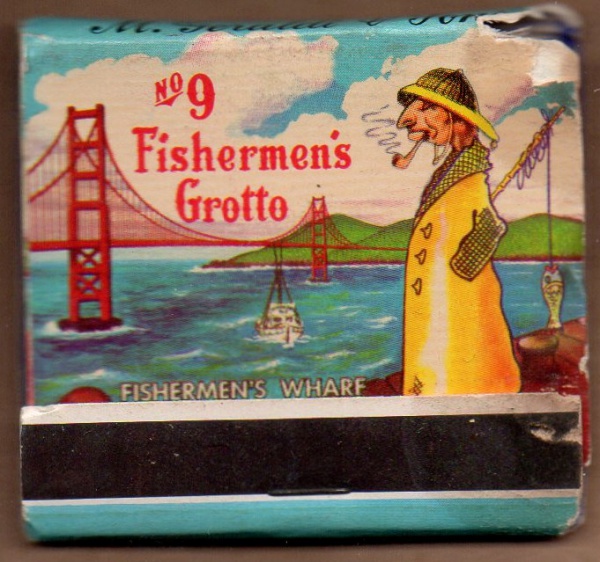 No 9
Fishermen's
Grotto
FISHERMEN'S WHARF